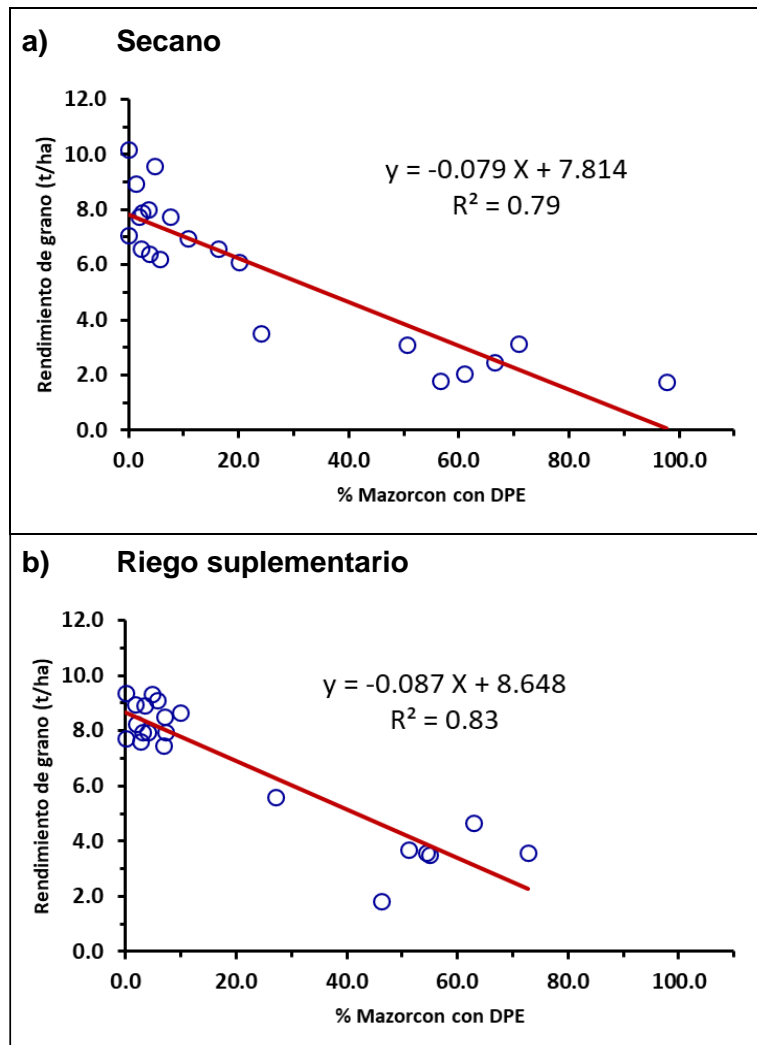 a) Secano
12.0
10.0
8.0
6.0
4.0
2.0
0.0
Rendimiento de grano (t/ha)
y = -0.079 X + 7.814
R² = 0.79
0.0 20.0 40.0 60.0 80.0 100.0
% Mazorcon con DPE
b) Riego suplementario
12.0
10.0
8.0
6.0
4.0
2.0
0.0
Rendimiento de grano (t/ha)
y = -0.087 X + 8.648
R² = 0.83
0.0 20.0 40.0 60.0 80.0 100.0
% Mazorcon con DPE